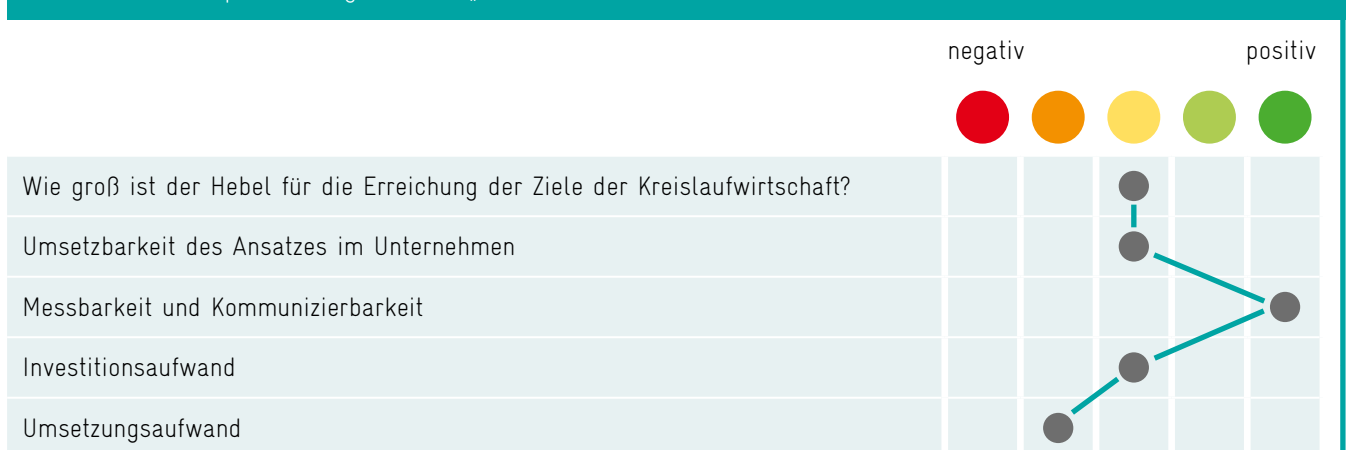 negativ positiv
Wie groß ist der Hebel für die Erreichung der Ziele der Kreislaufwirtschaft?
Umsetzbarkeit des Ansatzes im Unternehmen
Messbarkeit und Kommunizierbarkeit
Investitionsaufwand
Umsetzungsaufwand